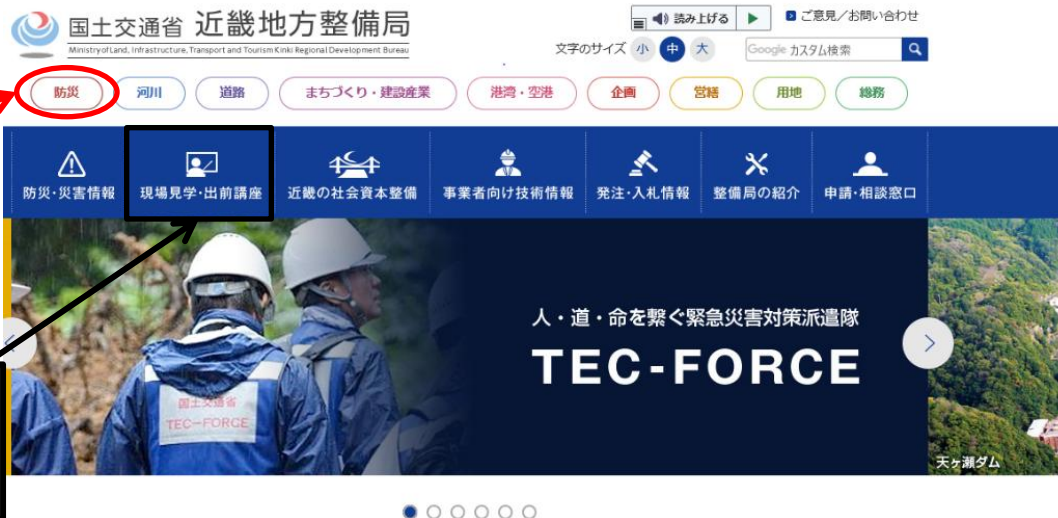 国土交通省 近畿地方整備局
Ministry of Land, Infrastructure, Transport and Tourism Kinki Regional Development Bureau
読み上げる
ご意見/お問い合わせ
文字のサイズ 小 中 大
Google カスタム検索
防災 河川 道路 まちづくり・建設産業 港湾・空港 企画 営繕 用地 総務
防災・災害情報 現場見学・出前講座 近畿の社会資本整備 事業者向け技術情報 発注・入札情報 整備局の紹介 申請・相談窓口
人・道・命を繋ぐ緊急災害対策派遣隊
TEC-FORCE
国土交通省
TEC-FORCE
天ヶ瀬ダム